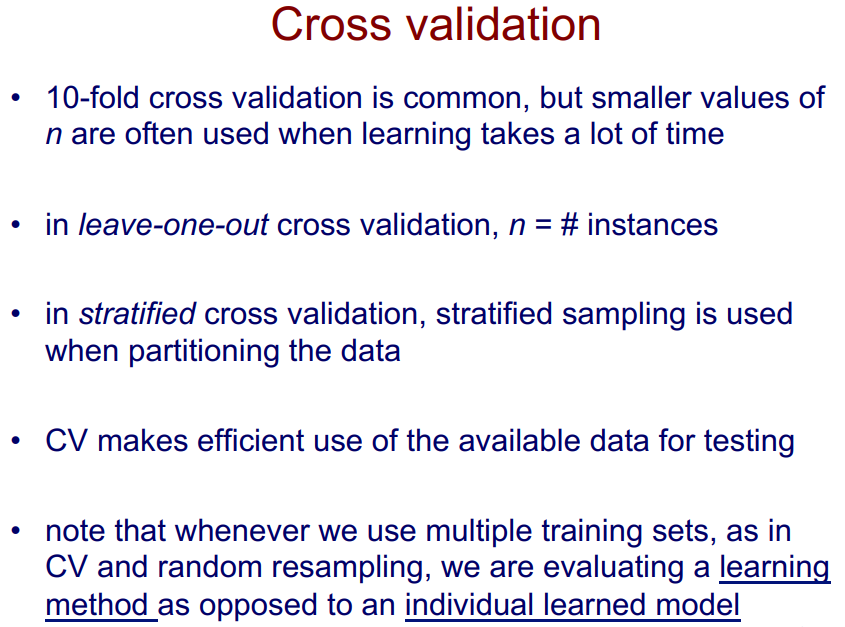 Cross validation
• 10-fold cross validation is common, but smaller values of
n are often used when learning takes a lot of time
• in leave-one-out cross validation, n = # instances
• in stratified cross validation, stratified sampling is used
when partitioning the data
• CV makes efficient use of the available data for testing
• note that whenever we use multiple training sets, as in
CV and random resampling, we are evaluating a learning
method as opposed to an individual learned model